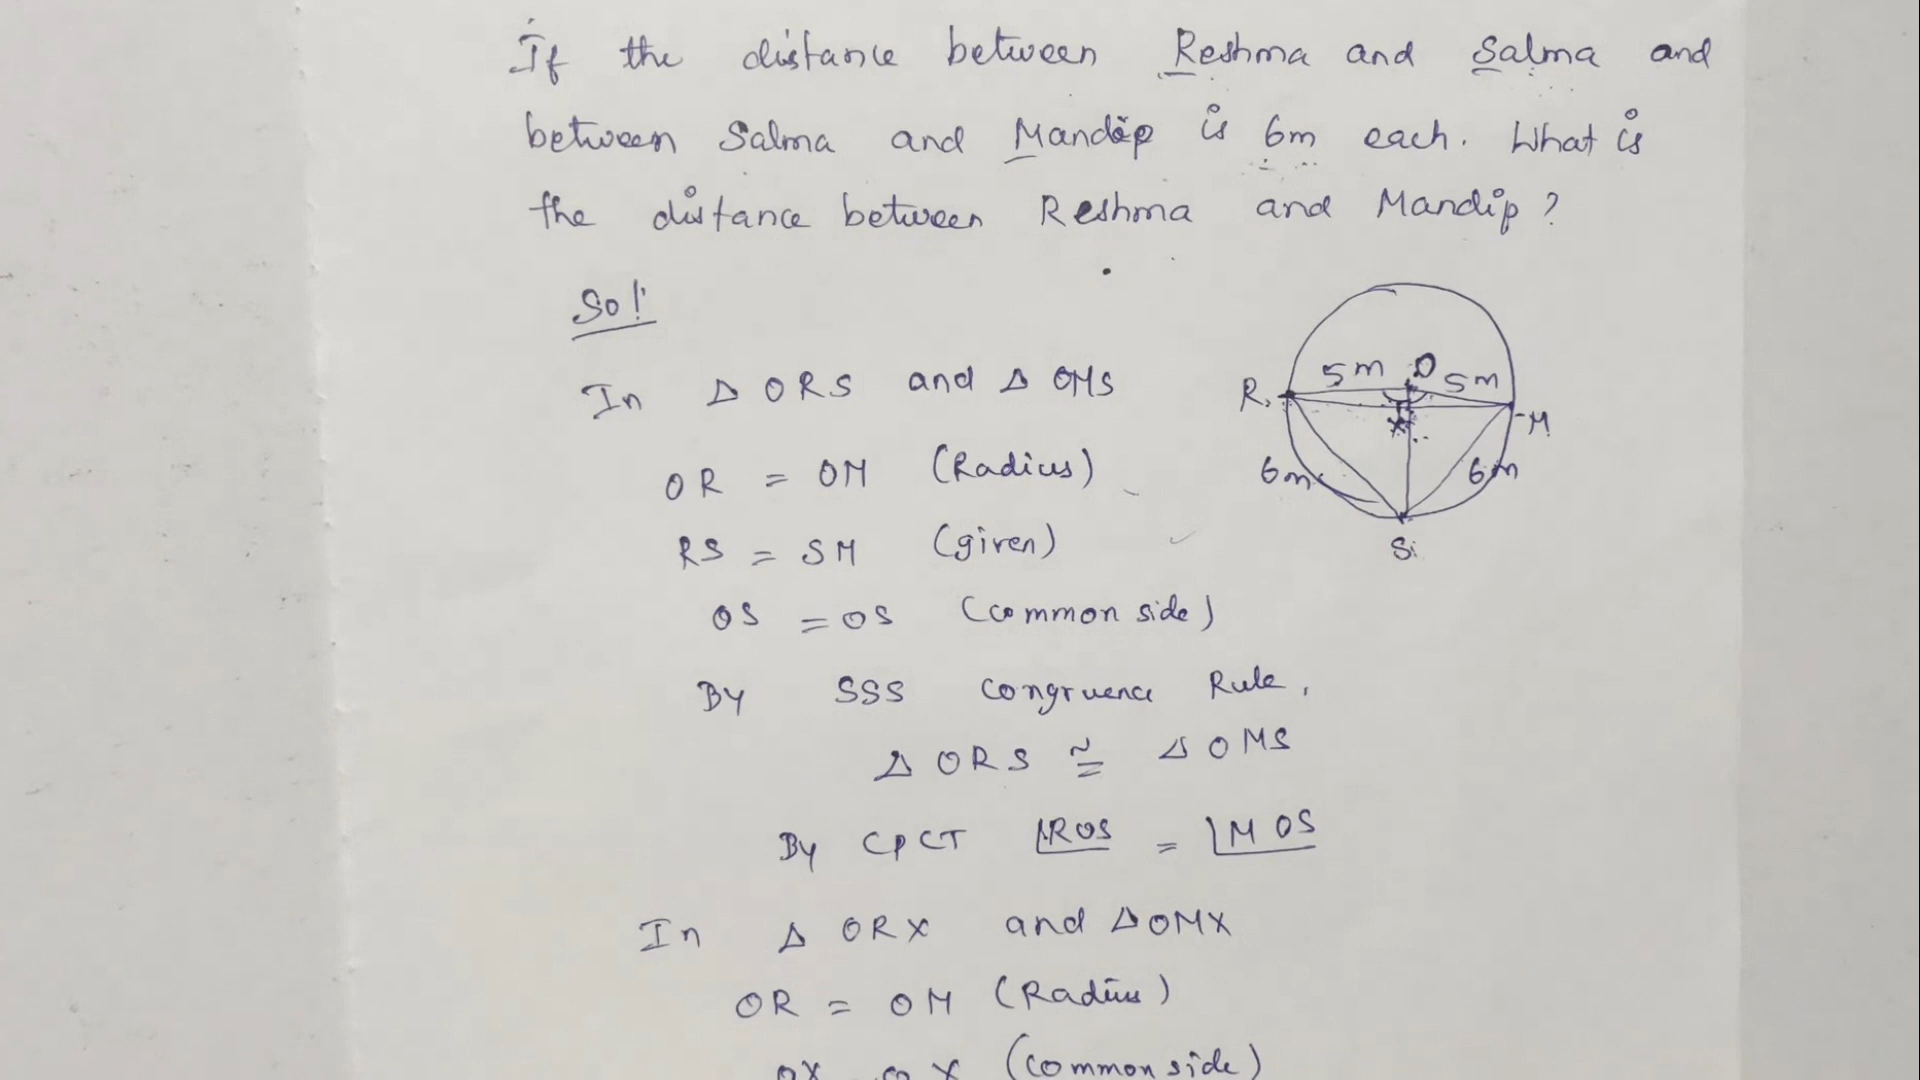 If the distance between Reshma and Salma and
between Salma and Mandip is 6m each. What is
the distance between Reshma and Mandip?
Sol
In Δ ORS and Δ OMS
OR = OM (Radius)
RS = SM (given)
OS = OS (common side)
By SSS congruence Rule,
Δ ORS ≅ Δ OMS
By CPCT ∠ROS = ∠MOS
In Δ ORX and Δ OMX
OR = OM (Radius)
OX = OX (common side)
O
5m 5m
R M
X
6m 6m
S